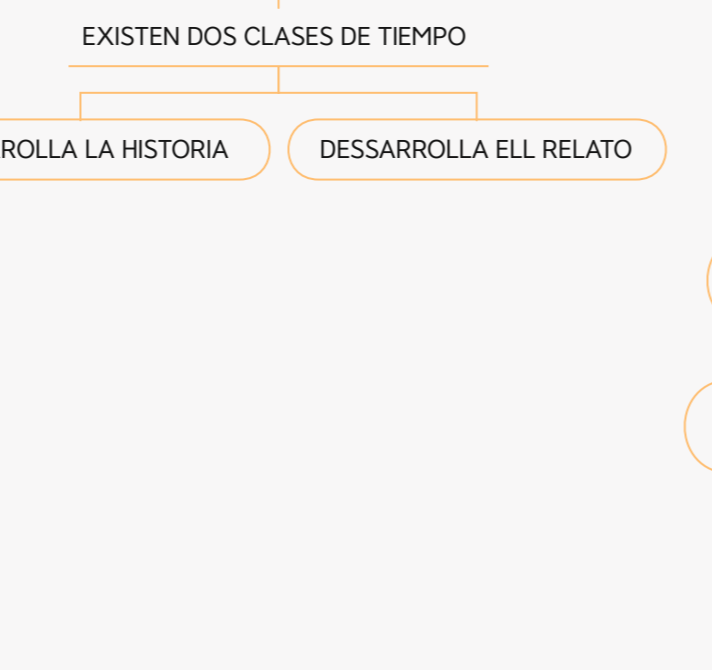 EXISTEN DOS CLASES DE TIEMPO
ROLLA LA HISTORIA
DESSARROLLA ELL RELATO